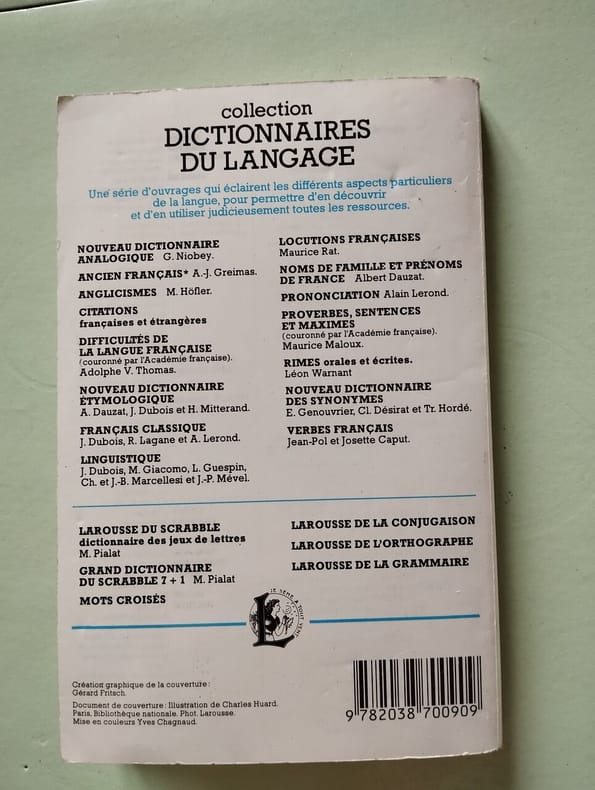 collection
DICTIONNAIRES
DU LANGAGE
Une série d'ouvrages qui éclairent les différents aspects particuliers
de la langue, pour permettre d'en découvrir
et d'en utiliser judicieusement toutes les ressources.
NOUVEAU DICTIONNAIRE
ANALOGIQUE G. Niobey.
ANCIEN FRANÇAIS* A.-J. Greimas.
ANGLICISMES M. Höfler.
CITATIONS
françaises et étrangères
DIFFICULTÉS DE
LA LANGUE FRANÇAISE
(couronné par l'Académie française).
Adolphe V. Thomas.
NOUVEAU DICTIONNAIRE
ÉTYMOLOGIQUE
A. Dauzat, J. Dubois et H. Mitterand.
FRANÇAIS CLASSIQUE
J. Dubois, R. Lagane et A. Lerond.
LINGUISTIQUE
J. Dubois, M. Giacomo, L. Guespin,
Ch. et J.-B. Marcellesi et J.-P. Mével.
LOCUTIONS FRANÇAISES
Maurice Rat.
NOMS DE FAMILLE ET PRÉNOMS
DE FRANCE Albert Dauzat.
PRONONCIATION Alain Lerond.
PROVERBES, SENTENCES
ET MAXIMES
(couronné par l'Académie française).
Maurice Maloux.
RIMES orales et écrites.
Léon Warnant
NOUVEAU DICTIONNAIRE
DES SYNONYMES
E. Genouvrier, Cl. Désirat et Tr. Hordé.
VERBES FRANÇAIS
Jean-Pol et Josette Caput.
LAROUSSE DU SCRABBLE
dictionnaire des jeux de lettres
M. Pialat
GRAND DICTIONNAIRE
DU SCRABBLE 7 + 1 M. Pialat
MOTS CROISÉS
LAROUSSE DE LA CONJUGAISON
LAROUSSE DE L'ORTHOGRAPHE
LAROUSSE DE LA GRAMMAIRE
JE SÈME À TOUT VENT
L
Création graphique de la couverture :
Gérard Fritsch.
Document de couverture : Illustration de Charles Huard.
Paris, Bibliothèque nationale. Phot. Larousse.
Mise en couleurs Yves Chagnaud.
9 782038 700909